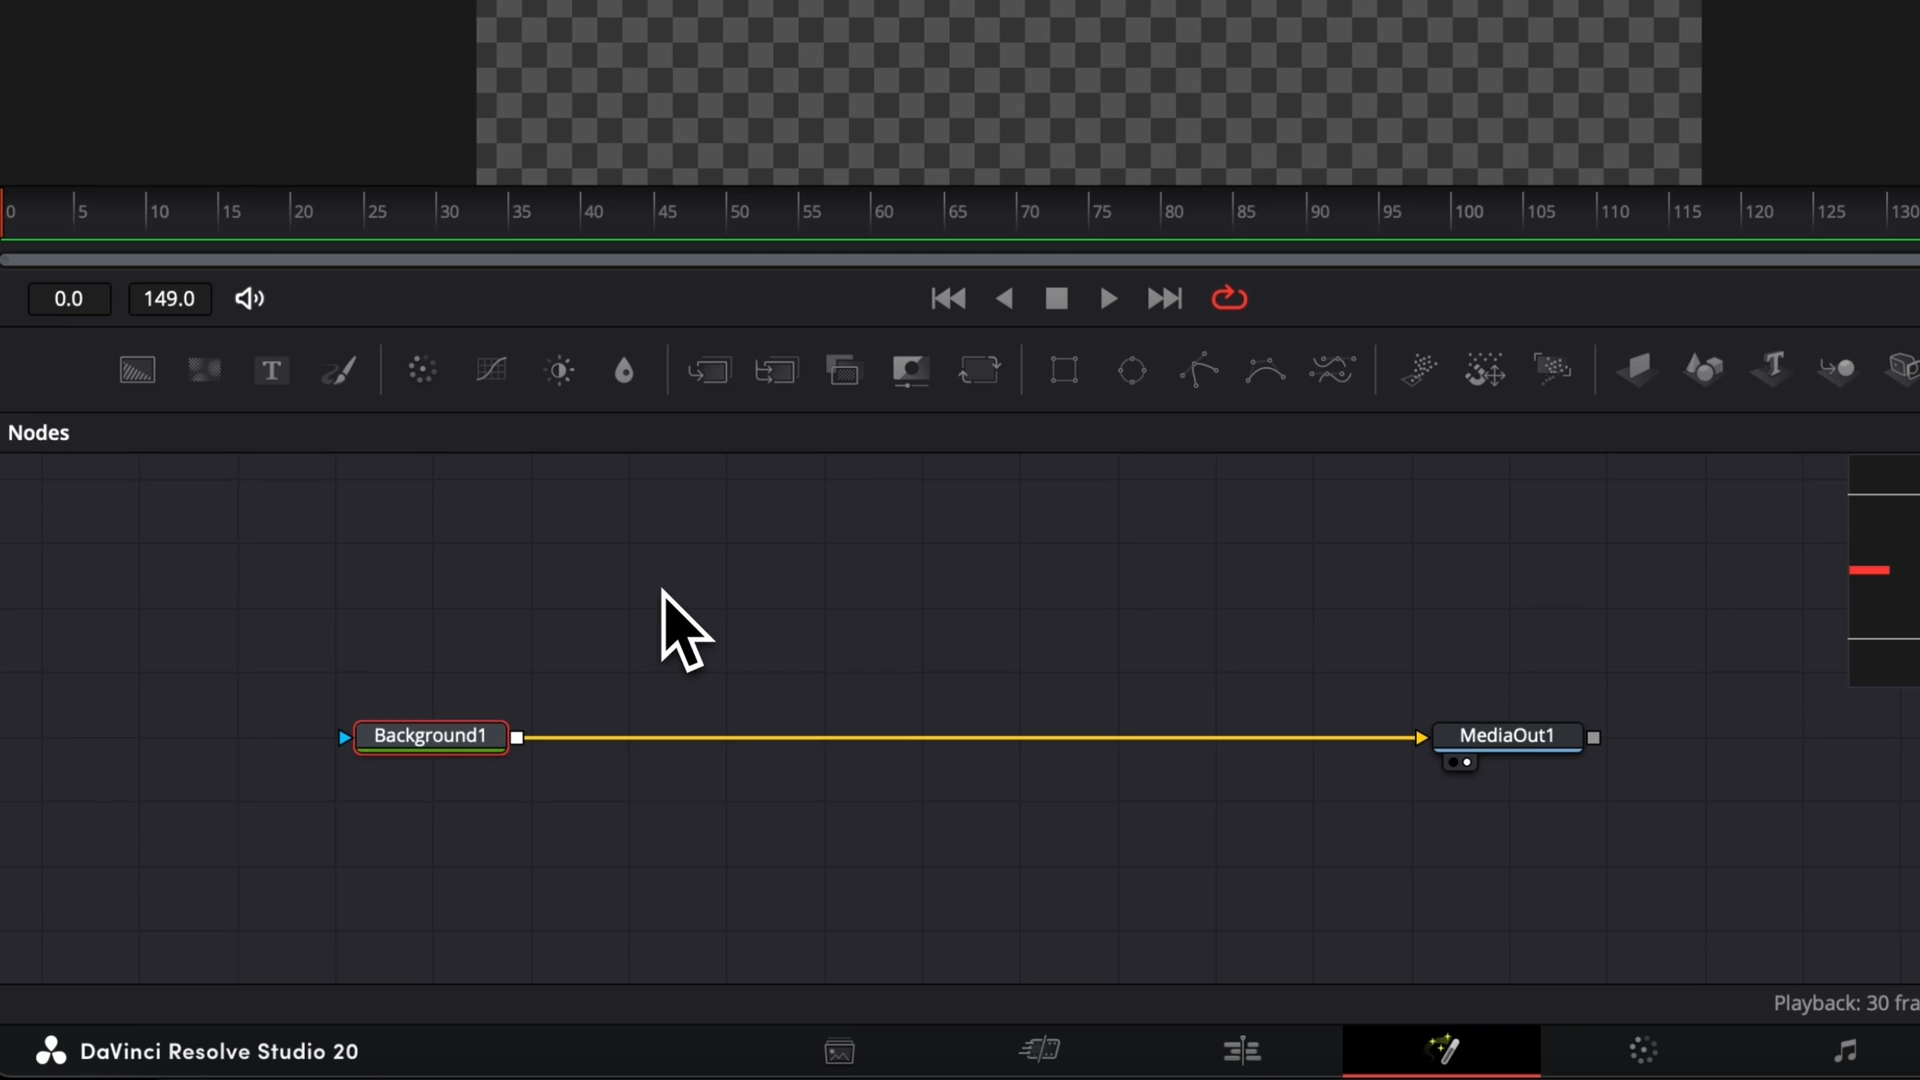 0 5 10 15 20 25 30 35 40 45 50 55 60 65 70 75 80 85 90 95 100 105 110 115 120 125 130
0.0 149.0
T
Nodes
Background1 MediaOut1
Playback: 30 fra
DaVinci Resolve Studio 20